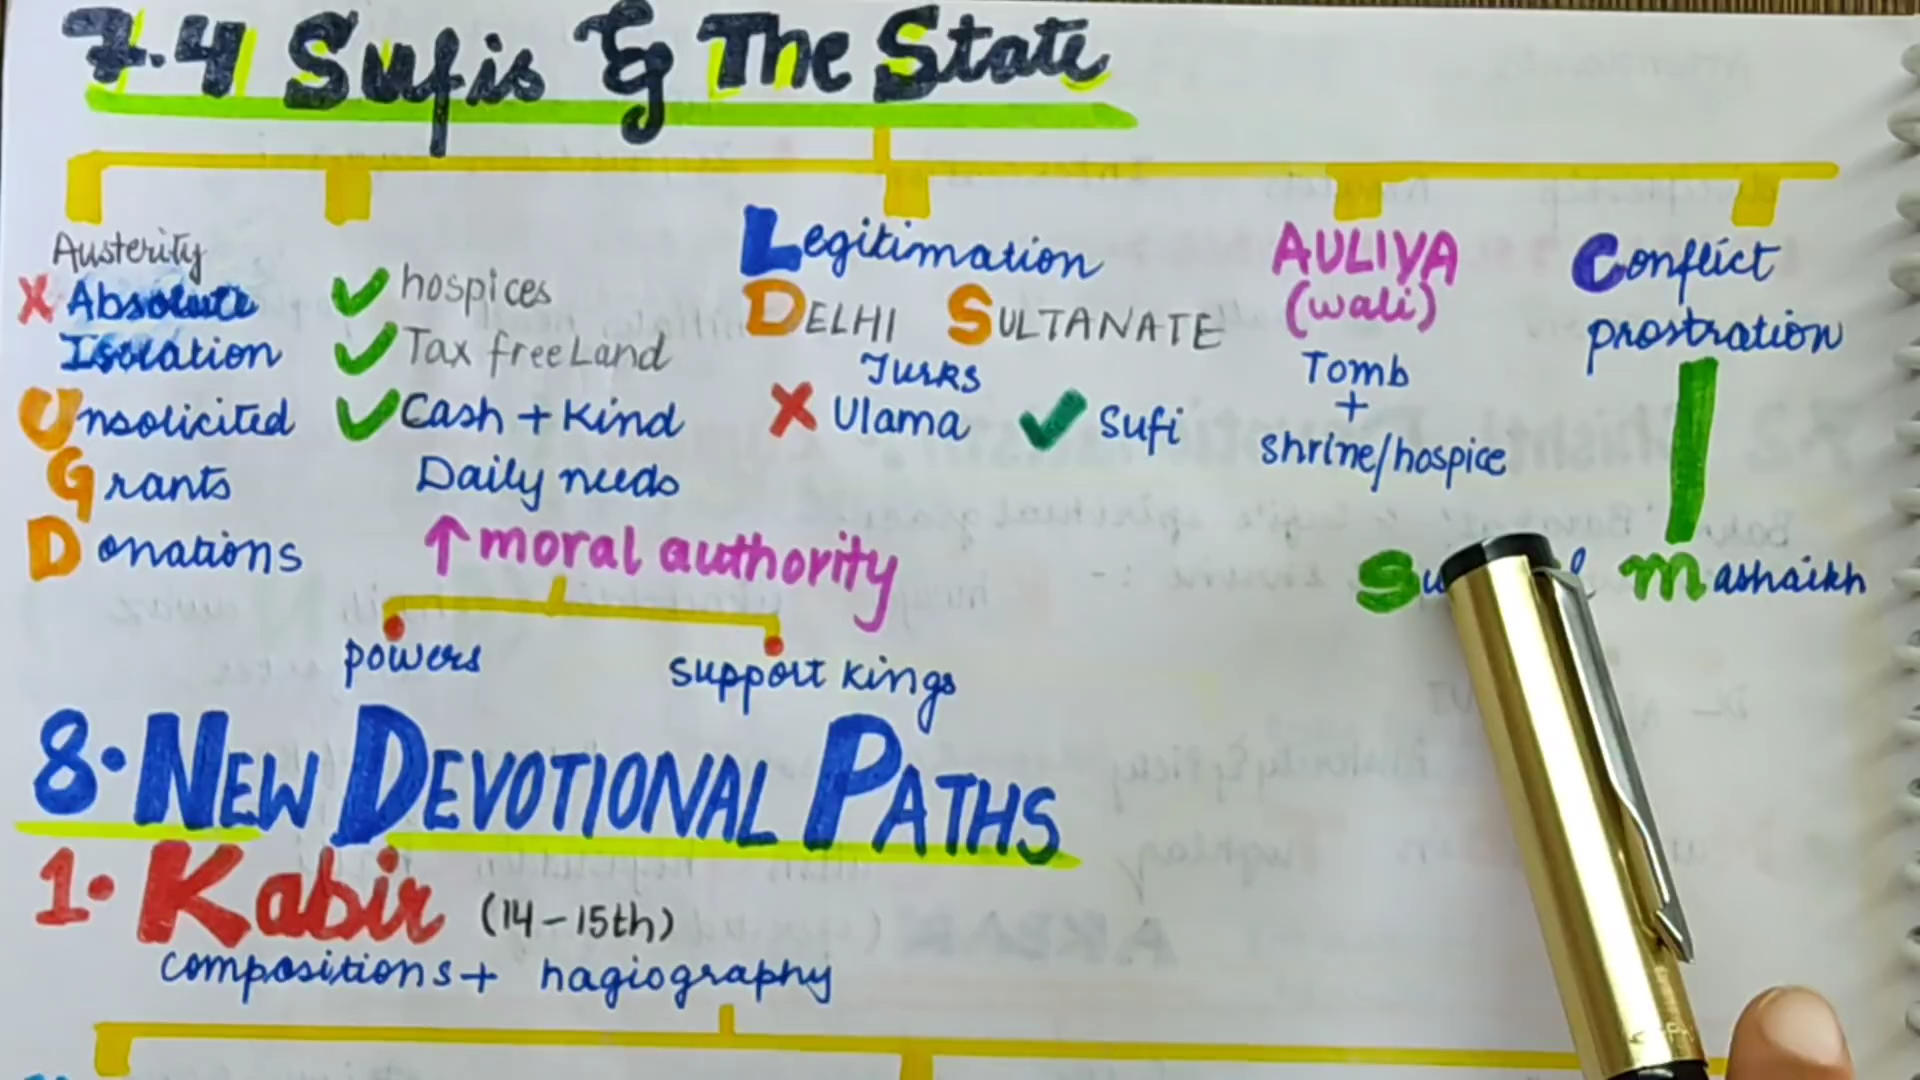 7.4 Sufis & The State
Austerity
X Absolute
Isolation
Unsolicited
Grants
Donations
✓ hospices
✓ Tax free Land
✓ Cash + Kind
Daily needs
↑ moral authority
powers
support kings
Legitimation
DELHI SULTANATE
Turks
X Ulama ✓ Sufi
AULIYA
(wali)
Tomb
+
shrine/hospice
Conflict
prostration
Mashaikh
8. NEW DEVOTIONAL PATHS
1. Kabir (14-15th)
compositions + hagiography